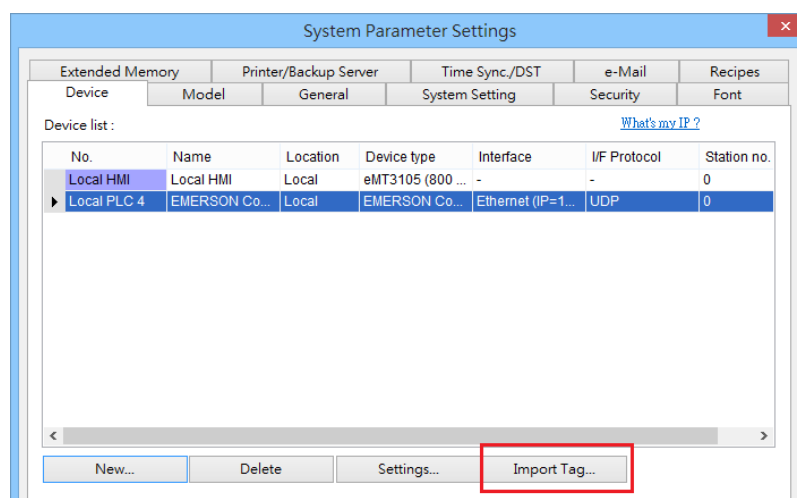 System Parameter Settings
Extended Memory Printer/Backup Server Time Sync./DST e-Mail Recipes
Device Model General System Setting Security Font
Device list : What's my IP ?
No. Name Location Device type Interface I/F Protocol Station no.
Local HMI Local HMI Local eMT3105 (800 ... - - 0
Local PLC 4 EMERSON Co... Local EMERSON Co... Ethernet (IP=1... UDP 0
New... Delete Settings... Import Tag...